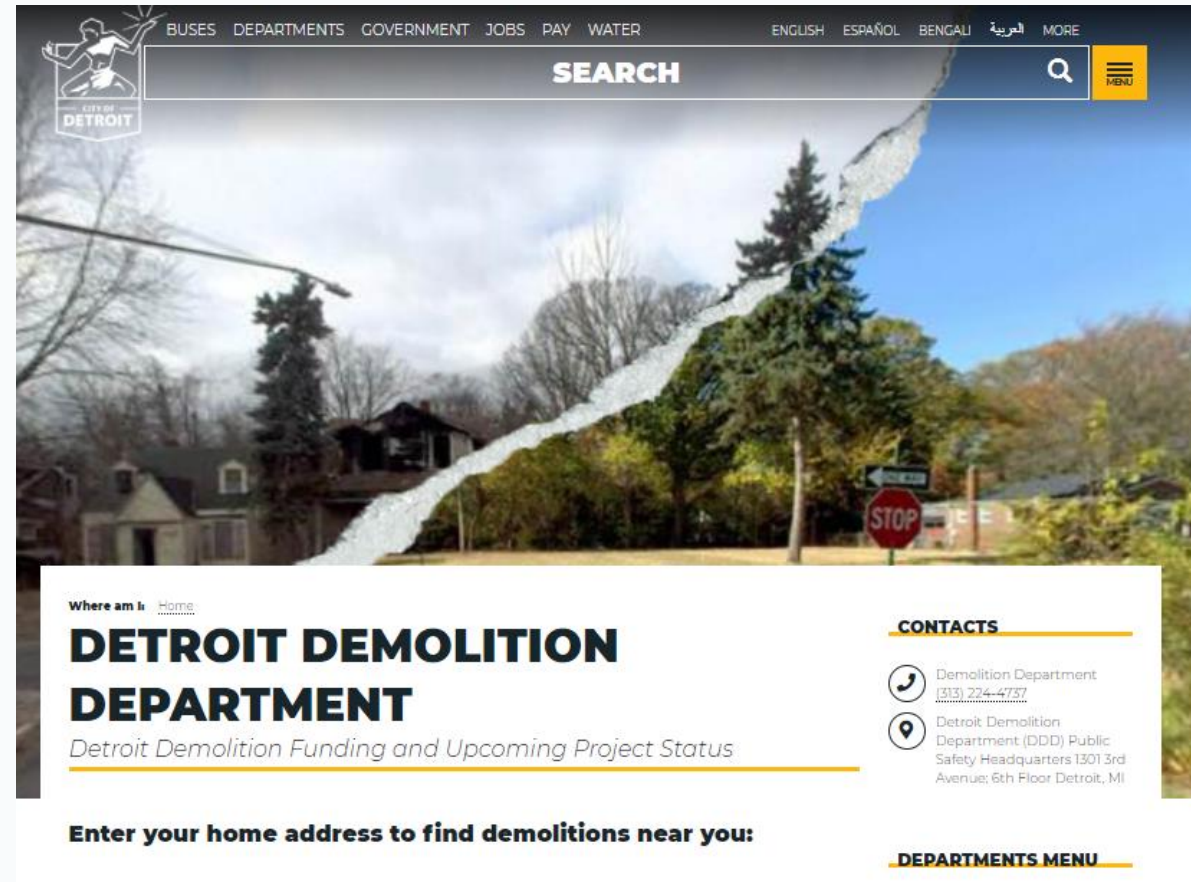 BUSES DEPARTMENTS GOVERNMENT JOBS PAY WATER
ENGLISH ESPAÑOL BENGALI العربية MORE
SEARCH
MENU
CITY OF
DETROIT
ONE WAY
STOP
Where am I: Home
DETROIT DEMOLITION
DEPARTMENT
Detroit Demolition Funding and Upcoming Project Status
Enter your home address to find demolitions near you:
CONTACTS
Demolition Department
(313) 224-4737
Detroit Demolition
Department (DDD) Public
Safety Headquarters 1301 3rd
Avenue; 6th Floor Detroit, MI
DEPARTMENTS MENU